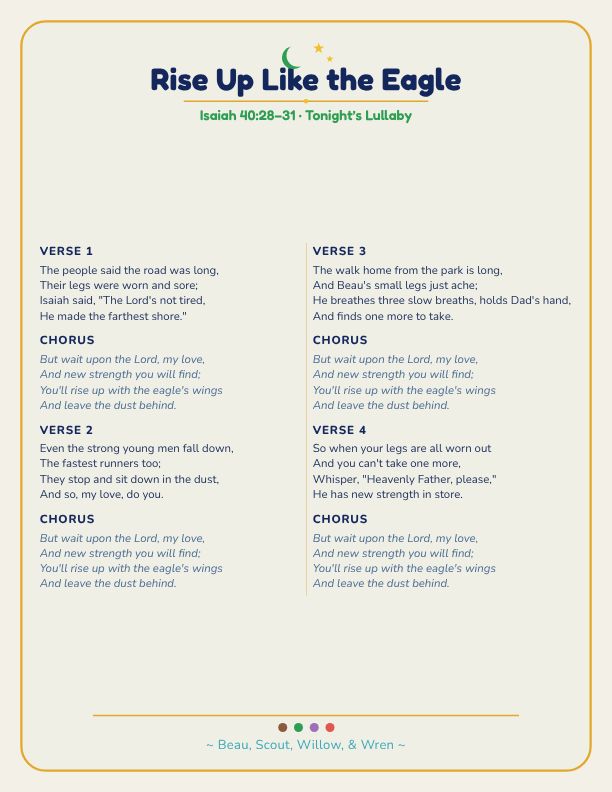 Rise Up Like the Eagle
Isaiah 40:28–31 · Tonight's Lullaby
VERSE 1
The people said the road was long,
Their legs were worn and sore;
Isaiah said, "The Lord's not tired,
He made the farthest shore."
CHORUS
But wait upon the Lord, my love,
And new strength you will find;
You'll rise up with the eagle's wings
And leave the dust behind.
VERSE 2
Even the strong young men fall down,
The fastest runners too;
They stop and sit down in the dust,
And so, my love, do you.
CHORUS
But wait upon the Lord, my love,
And new strength you will find;
You'll rise up with the eagle's wings
And leave the dust behind.
VERSE 3
The walk home from the park is long,
And Beau's small legs just ache;
He breathes three slow breaths, holds Dad's hand,
And finds one more to take.
CHORUS
But wait upon the Lord, my love,
And new strength you will find;
You'll rise up with the eagle's wings
And leave the dust behind.
VERSE 4
So when your legs are all worn out
And you can't take one more,
Whisper, "Heavenly Father, please,"
He has new strength in store.
CHORUS
But wait upon the Lord, my love,
And new strength you will find;
You'll rise up with the eagle's wings
And leave the dust behind.
~ Beau, Scout, Willow, & Wren ~